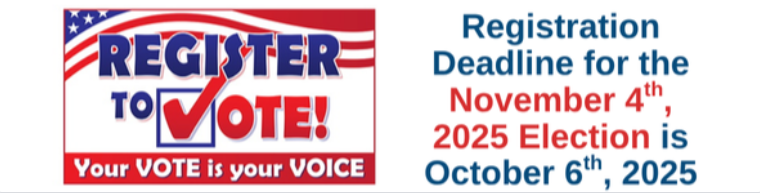 REGISTER
TO VOTE!
Your VOTE is your VOICE
Registration
Deadline for the
November 4th,
2025 Election is
October 6th, 2025